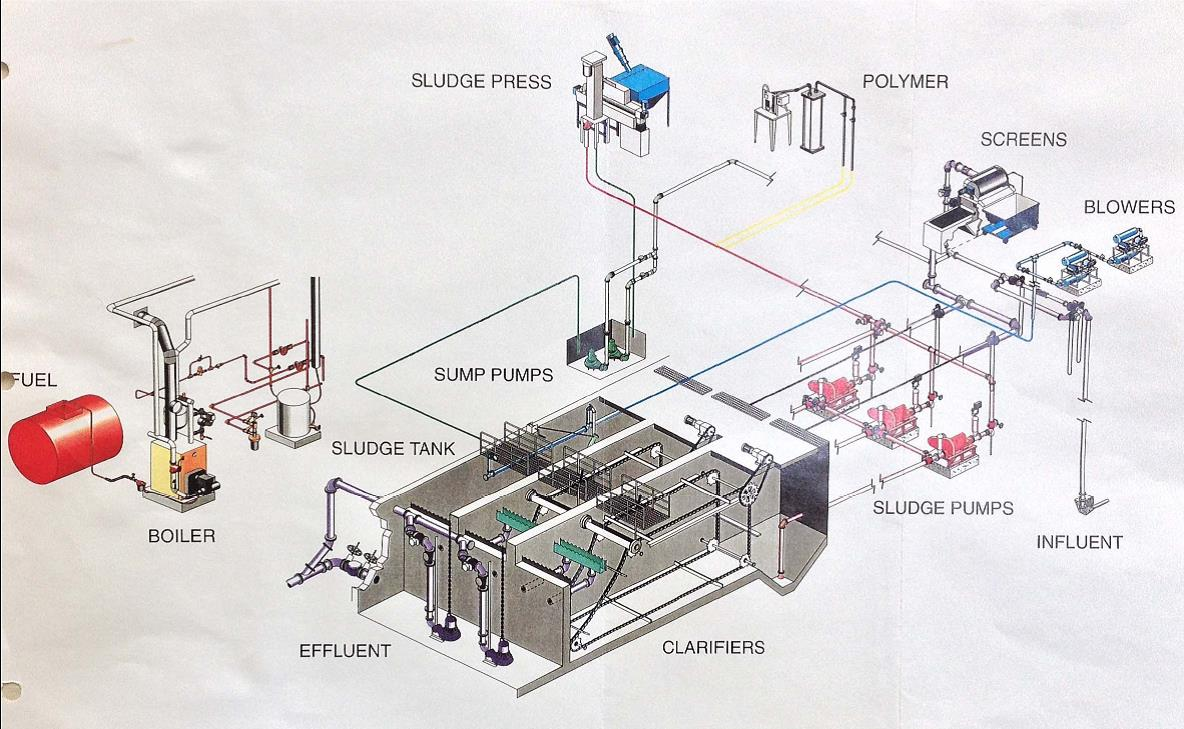 SLUDGE PRESS
POLYMER
SCREENS
BLOWERS
SUMP PUMPS
FUEL
SLUDGE TANK
BOILER
SLUDGE PUMPS
INFLUENT
EFFLUENT
CLARIFIERS